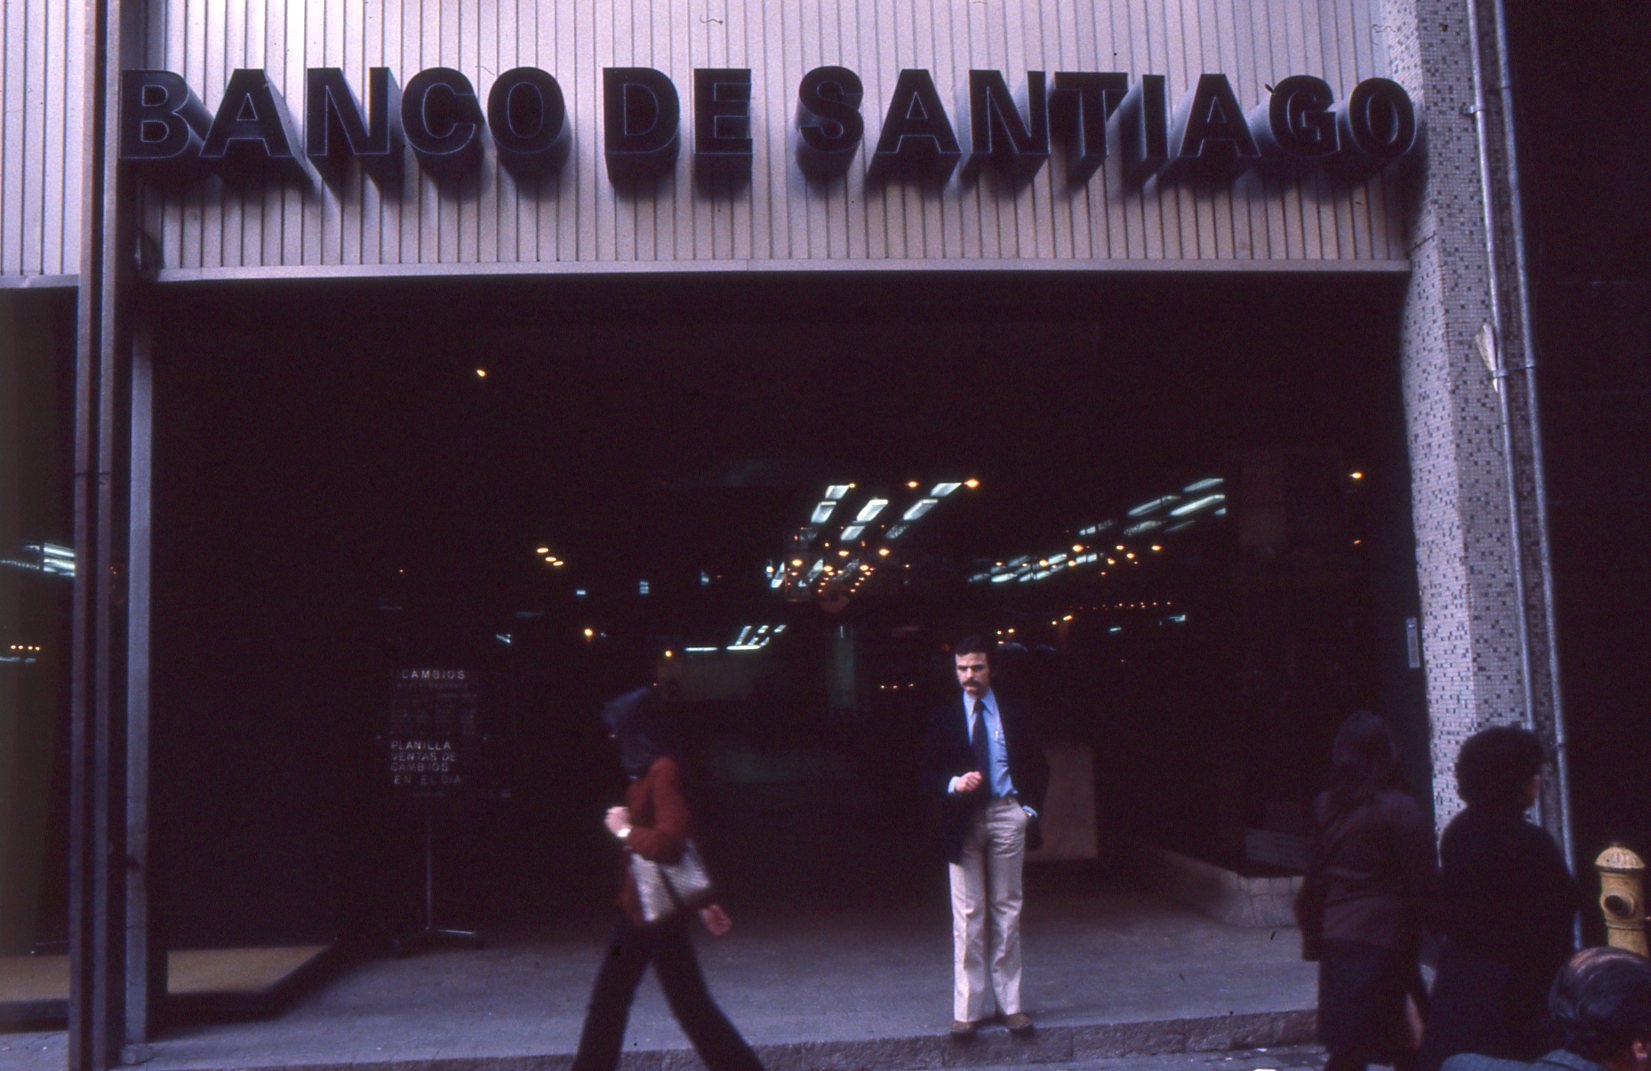 BANCO DE SANTIAGO
CAMBIOS
PLANILLA
VENTAS DE
CAMBIOS
EN EL DIA